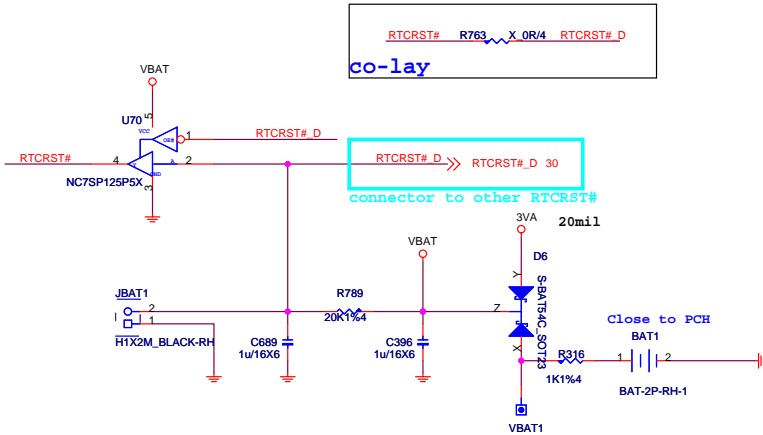 RTCRST# R763 X_0R/4 RTCRST#_D
co-lay
VBAT
U70
5
VCC
OE# 1 RTCRST#_D
RTCRST# 4 Y A 2
RTCRST#_D RTCRST#_D 30
NC7SP125P5X
GND
3
connector to other RTCRST#
3VA 20mil
VBAT
D6
Y
S-BAT54C_SOT23
Z
X
JBAT1
2
1
H1X2M_BLACK-RH
R789
20K1%4
C689
1u/16X6
C396
1u/16X6
Close to PCH
R316
1K1%4
BAT1
1 2
BAT-2P-RH-1
VBAT1